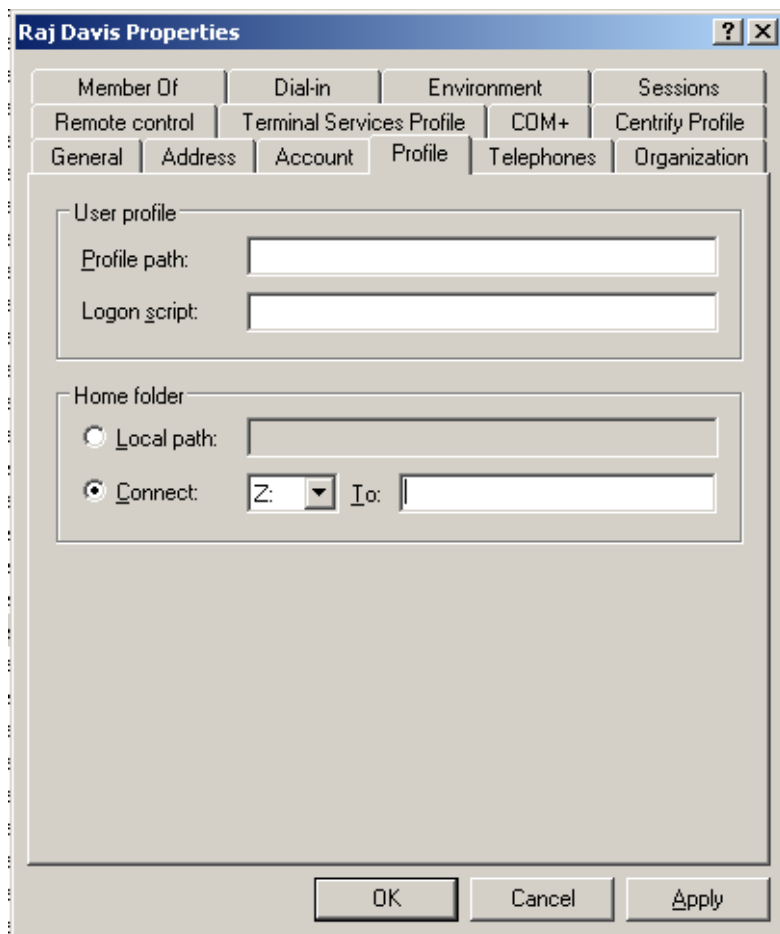 Raj Davis Properties
Member Of Dial-in Environment Sessions
Remote control Terminal Services Profile COM+ Centrify Profile
General Address Account Profile Telephones Organization
User profile
Profile path:
Logon script:
Home folder
Local path:
Connect: Z: To:
OK Cancel Apply